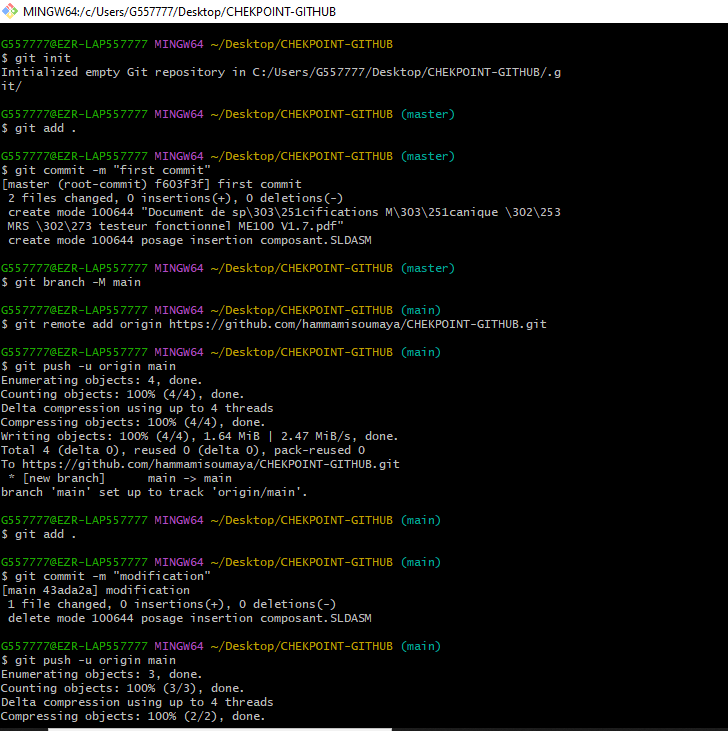 MINGW64:/c/Users/G557777/Desktop/CHEKPOINT-GITHUB
G557777@EZR-LAP557777 MINGW64 ~/Desktop/CHEKPOINT-GITHUB
$ git init
Initialized empty Git repository in C:/Users/G557777/Desktop/CHEKPOINT-GITHUB/.g
it/
G557777@EZR-LAP557777 MINGW64 ~/Desktop/CHEKPOINT-GITHUB (master)
$ git add .
G557777@EZR-LAP557777 MINGW64 ~/Desktop/CHEKPOINT-GITHUB (master)
$ git commit -m "first commit"
[master (root-commit) f603f3f] first commit
 2 files changed, 0 insertions(+), 0 deletions(-)
 create mode 100644 "Document de sp\303\251cifications M\303\251canique \302\253
 MRS \302\273 testeur fonctionnel ME100 V1.7.pdf"
 create mode 100644 posage insertion composant.SLDASM
G557777@EZR-LAP557777 MINGW64 ~/Desktop/CHEKPOINT-GITHUB (master)
$ git branch -M main
G557777@EZR-LAP557777 MINGW64 ~/Desktop/CHEKPOINT-GITHUB (main)
$ git remote add origin https://github.com/hammamisoumaya/CHEKPOINT-GITHUB.git
G557777@EZR-LAP557777 MINGW64 ~/Desktop/CHEKPOINT-GITHUB (main)
$ git push -u origin main
Enumerating objects: 4, done.
Counting objects: 100% (4/4), done.
Delta compression using up to 4 threads
Compressing objects: 100% (4/4), done.
Writing objects: 100% (4/4), 1.64 MiB | 2.47 MiB/s, done.
Total 4 (delta 0), reused 0 (delta 0), pack-reused 0
To https://github.com/hammamisoumaya/CHEKPOINT-GITHUB.git
 * [new branch]      main -> main
branch 'main' set up to track 'origin/main'.
G557777@EZR-LAP557777 MINGW64 ~/Desktop/CHEKPOINT-GITHUB (main)
$ git add .
G557777@EZR-LAP557777 MINGW64 ~/Desktop/CHEKPOINT-GITHUB (main)
$ git commit -m "modification"
[main 43ada2a] modification
 1 file changed, 0 insertions(+), 0 deletions(-)
 delete mode 100644 posage insertion composant.SLDASM
G557777@EZR-LAP557777 MINGW64 ~/Desktop/CHEKPOINT-GITHUB (main)
$ git push -u origin main
Enumerating objects: 3, done.
Counting objects: 100% (3/3), done.
Delta compression using up to 4 threads
Compressing objects: 100% (2/2), done.